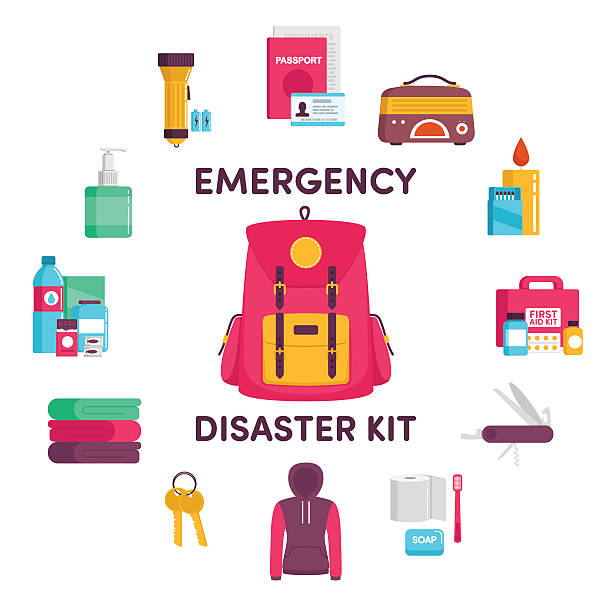 DOCUMENTS
PASSPORT
EMERGENCY
FIRST
AID KIT
DISASTER KIT
SOAP